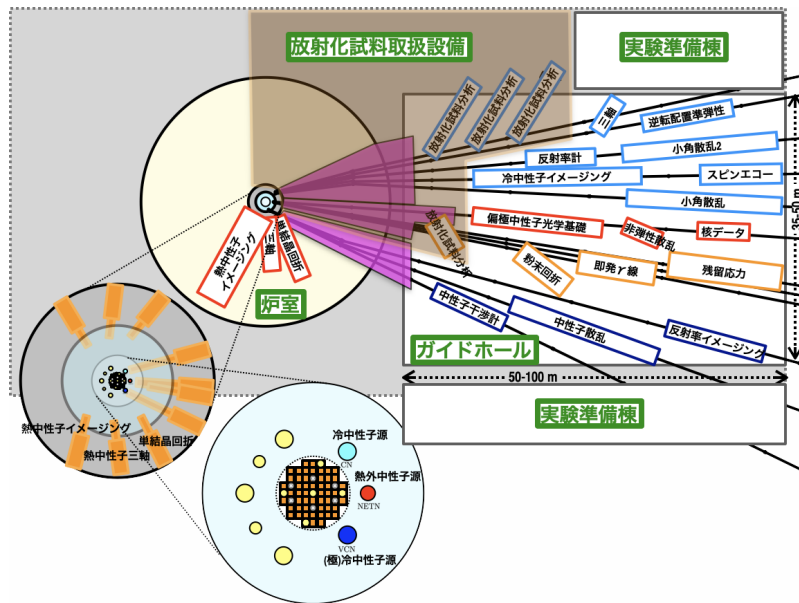 放射化試料取扱設備
実験準備棟
放射化試料分析
放射化試料分析
放射化試料分析
三軸
逆転配置準弾性
反射率計
小角散乱2
冷中性子イメージング
スピンエコー
小角散乱
35-50 m
偏極中性子光学基礎
非弾性散乱
核データ
放射化試料分析
粉末回折
即発γ線
残留応力
熱中性子
イメージング
三軸
単結晶回折
炉室
中性子干渉計
中性子散乱
反射率イメージング
ガイドホール
50-100 m
実験準備棟
熱中性子イメージング
単結晶回折
熱中性子三軸
冷中性子源
CN
熱外中性子源
NETN
VCN
(極)冷中性子源